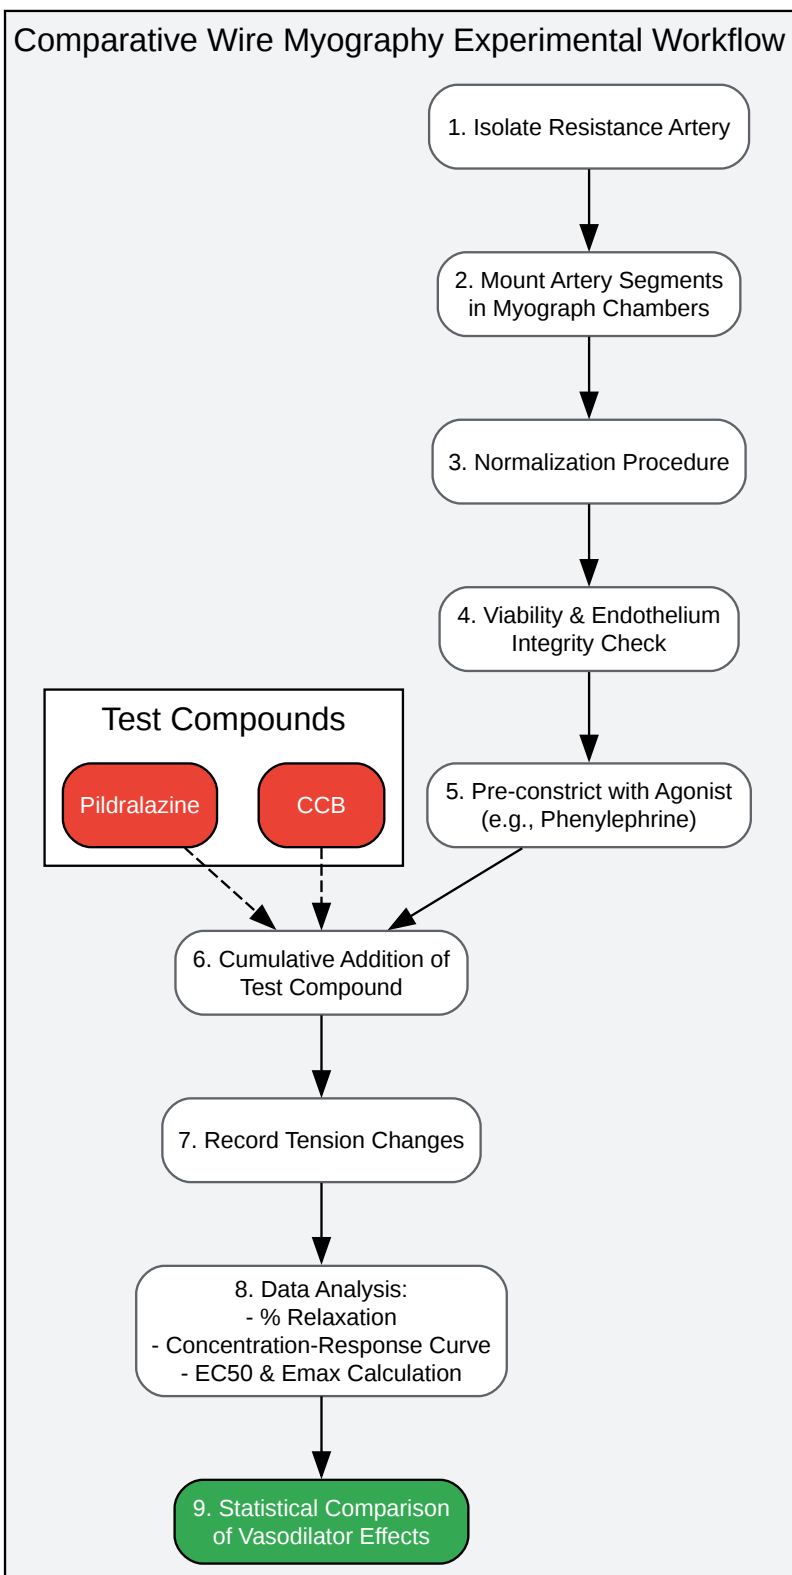 Comparative Wire Myography Experimental Workflow
1. Isolate Resistance Artery
2. Mount Artery Segments
in Myograph Chambers
3. Normalization Procedure
4. Viability & Endothelium
Integrity Check
Test Compounds
Pildralazine
CCB
5. Pre-constrict with Agonist
(e.g., Phenylephrine)
6. Cumulative Addition of
Test Compound
7. Record Tension Changes
8. Data Analysis:
- % Relaxation
- Concentration-Response Curve
- EC50 & Emax Calculation
9. Statistical Comparison
of Vasodilator Effects